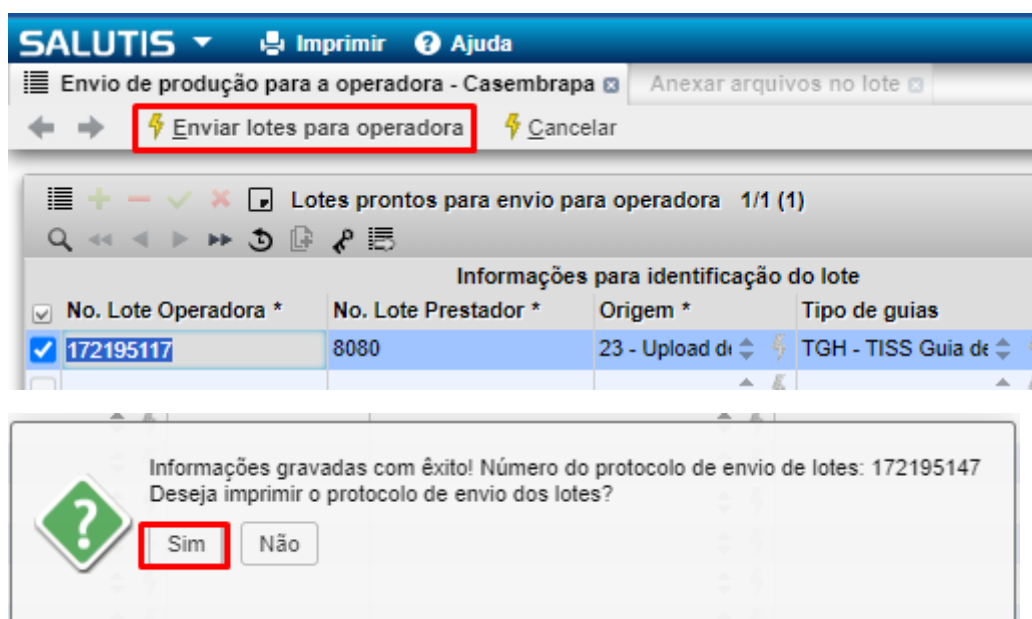 SALUTIS Imprimir Ajuda
Envio de produção para a operadora - Casembrapa Anexar arquivos no lote
Enviar lotes para operadora Cancelar
Lotes prontos para envio para operadora 1/1 (1)
Informações para identificação do lote
No. Lote Operadora * No. Lote Prestador * Origem * Tipo de guias
172195117 8080 23 - Upload de TGH - TISS Guia de
Informações gravadas com êxito! Número do protocolo de envio de lotes: 172195147
Deseja imprimir o protocolo de envio dos lotes?
Sim Não